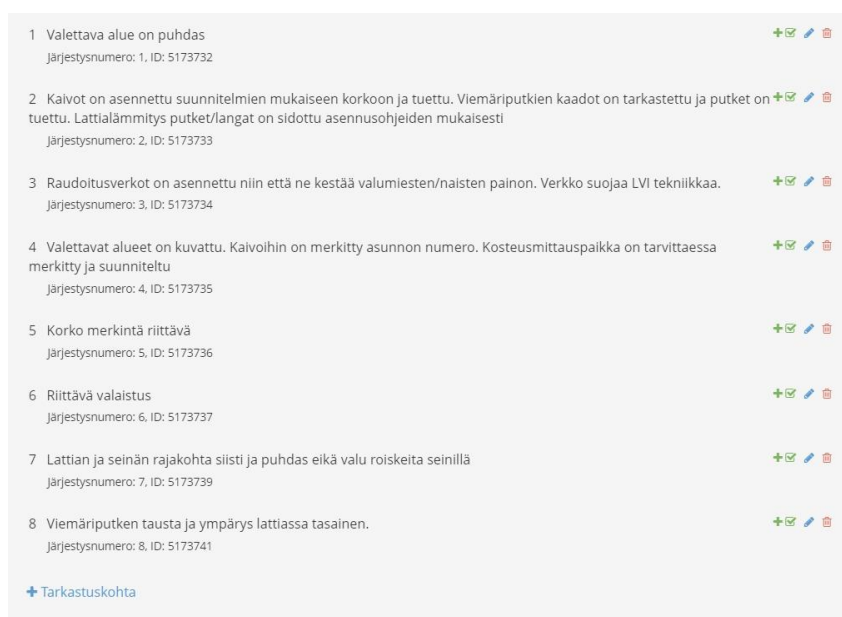 1 Valettava alue on puhdas
Järjestysnumero: 1, ID: 5173732
2 Kaivot on asennettu suunnitelmien mukaiseen korkoon ja tuettu. Viemäriputkien kaadot on tarkastettu ja putket on
tuettu. Lattialämmitys putket/langat on sidottu asennusohjeiden mukaisesti
Järjestysnumero: 2, ID: 5173733
3 Raudoitusverkot on asennettu niin että ne kestää valumiesten/naisten painon. Verkko suojaa LVI tekniikkaa.
Järjestysnumero: 3, ID: 5173734
4 Valettavat alueet on kuvattu. Kaivoihin on merkitty asunnon numero. Kosteusmittauspaikka on tarvittaessa
merkitty ja suunniteltu
Järjestysnumero: 4, ID: 5173735
5 Korko merkintä riittävä
Järjestysnumero: 5, ID: 5173736
6 Riittävä valaistus
Järjestysnumero: 6, ID: 5173737
7 Lattian ja seinän rajakohta siisti ja puhdas eikä valu roiskeita seinillä
Järjestysnumero: 7, ID: 5173739
8 Viemäriputken tausta ja ympärys lattiassa tasainen.
Järjestysnumero: 8, ID: 5173741
+ Tarkastuskohta